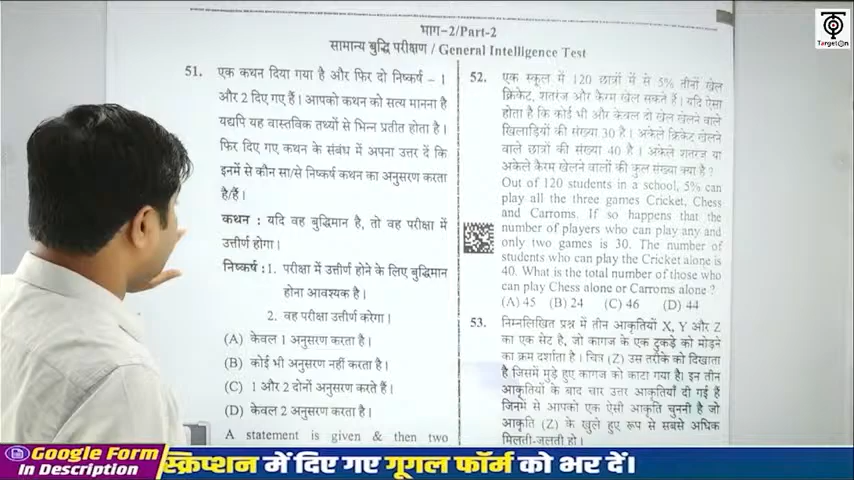 भाग–2/Part-2
सामान्य बुद्धि परीक्षण / General Intelligence Test
51. एक कथन दिया गया है और फिर दो निष्कर्ष – 1
और 2 दिए गए हैं। आपको कथन को सत्य मानना है
यद्यपि यह वास्तविक तथ्यों से भिन्न प्रतीत होता है।
फिर दिए गए कथन के संबंध में अपना उत्तर दें कि
इनमें से कौन सा/से निष्कर्ष कथन का अनुसरण करता
है/हैं।
कथन : यदि वह बुद्धिमान है, तो वह परीक्षा में
उत्तीर्ण होगा।
निष्कर्ष : 1. परीक्षा में उत्तीर्ण होने के लिए बुद्धिमान
होना आवश्यक है।
2. वह परीक्षा उत्तीर्ण करेगा।
(A) केवल 1 अनुसरण करता है।
(B) कोई भी अनुसरण नहीं करता है।
(C) 1 और 2 दोनों अनुसरण करते हैं।
(D) केवल 2 अनुसरण करता है।
A statement is given & then two
52. एक स्कूल में 120 छात्रों में से 5% तीनों खेल
क्रिकेट, शतरंज और कैरम खेल सकते हैं। यदि ऐसा
होता है कि कोई भी और केवल दो खेल खेलने वाले
खिलाड़ियों की संख्या 30 है। अकेले क्रिकेट खेलने
वाले छात्रों की संख्या 40 है। अकेले शतरंज या
अकेले कैरम खेलने वालों की कुल संख्या क्या है ?
Out of 120 students in a school, 5% can
play all the three games Cricket, Chess
and Carroms. If so happens that the
number of players who can play any and
only two games is 30. The number of
students who can play the Cricket alone is
40. What is the total number of those who
can play Chess alone or Carroms alone ?
(A) 45 (B) 24 (C) 46 (D) 44
53. निम्नलिखित प्रश्न में तीन आकृतियों X, Y और Z
का एक सेट है, जो कागज के एक टुकड़े को मोड़ने
का क्रम दर्शाता है। चित्र (Z) उस तरीके को दिखाता
है जिसमें मुड़े हुए कागज को काटा गया है। इन तीन
आकृतियों के बाद चार उत्तर आकृतियाँ दी गई हैं
जिनमें से आपको एक ऐसी आकृति चुननी है जो
आकृति (Z) के खुले हुए रूप से सबसे अधिक
मिलती-जुलती हो।
TargetOn
Google Form
in Description
स्क्रिप्शन में दिए गए गूगल फॉर्म को भर दें।